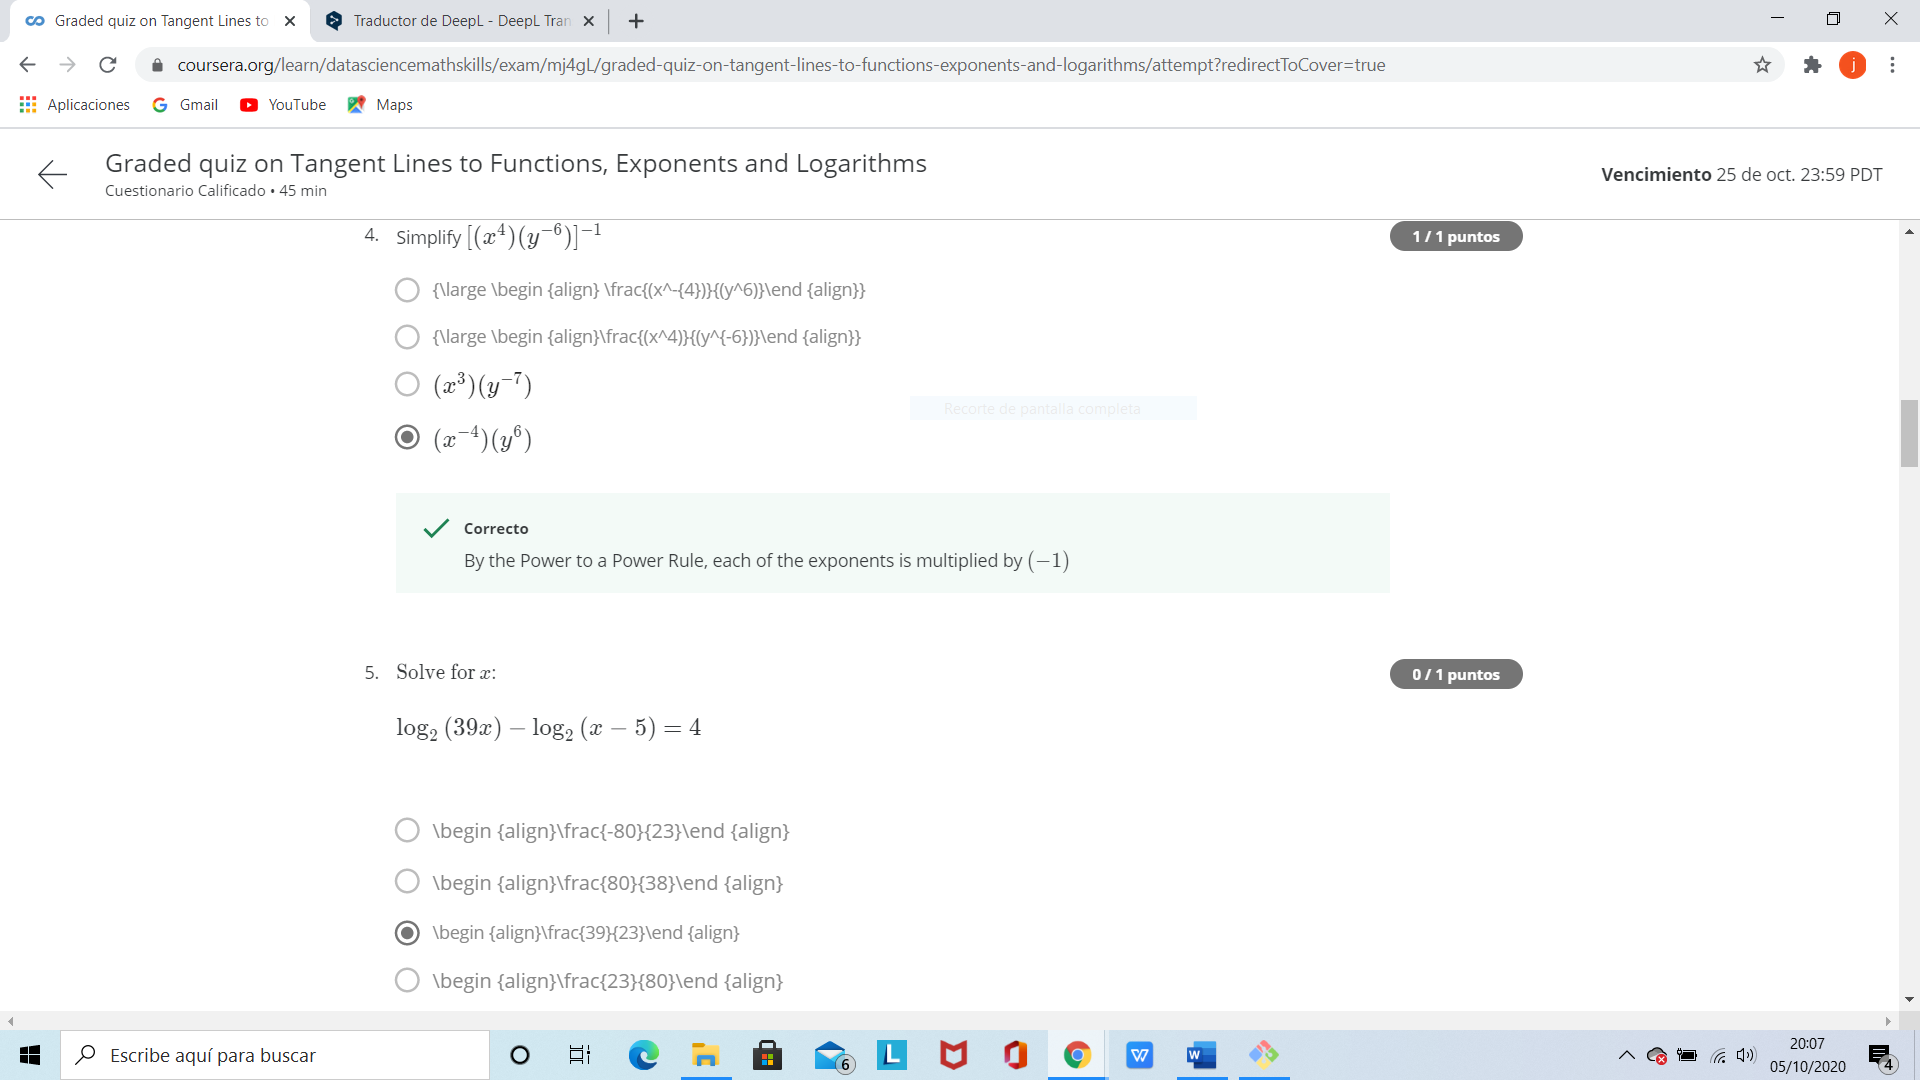 Graded quiz on Tangent Lines to
Traductor de DeepL - DeepL Tran
coursera.org/learn/datasciencemathskills/exam/mj4gL/graded-quiz-on-tangent-lines-to-functions-exponents-and-logarithms/attempt?redirectToCover=true
j
Aplicaciones Gmail YouTube Maps
Graded quiz on Tangent Lines to Functions, Exponents and Logarithms
Cuestionario Calificado • 45 min
Vencimiento 25 de oct. 23:59 PDT
4. Simplify [(x⁴)(y⁻⁶)]⁻¹
1 / 1 puntos
{\large \begin {align} \frac{(x^-{4})}{(y^6)}\end {align}}
{\large \begin {align}\frac{(x^4)}{(y^{-6})}\end {align}}
(x³)(y⁻⁷)
Recorte de pantalla completa
(x⁻⁴)(y⁶)
Correcto
By the Power to a Power Rule, each of the exponents is multiplied by (−1)
5. Solve for x:
0 / 1 puntos
log₂ (39x) − log₂ (x − 5) = 4
\begin {align}\frac{-80}{23}\end {align}
\begin {align}\frac{80}{38}\end {align}
\begin {align}\frac{39}{23}\end {align}
\begin {align}\frac{23}{80}\end {align}
Escribe aquí para buscar
6
L
W
W
20:07
05/10/2020
4